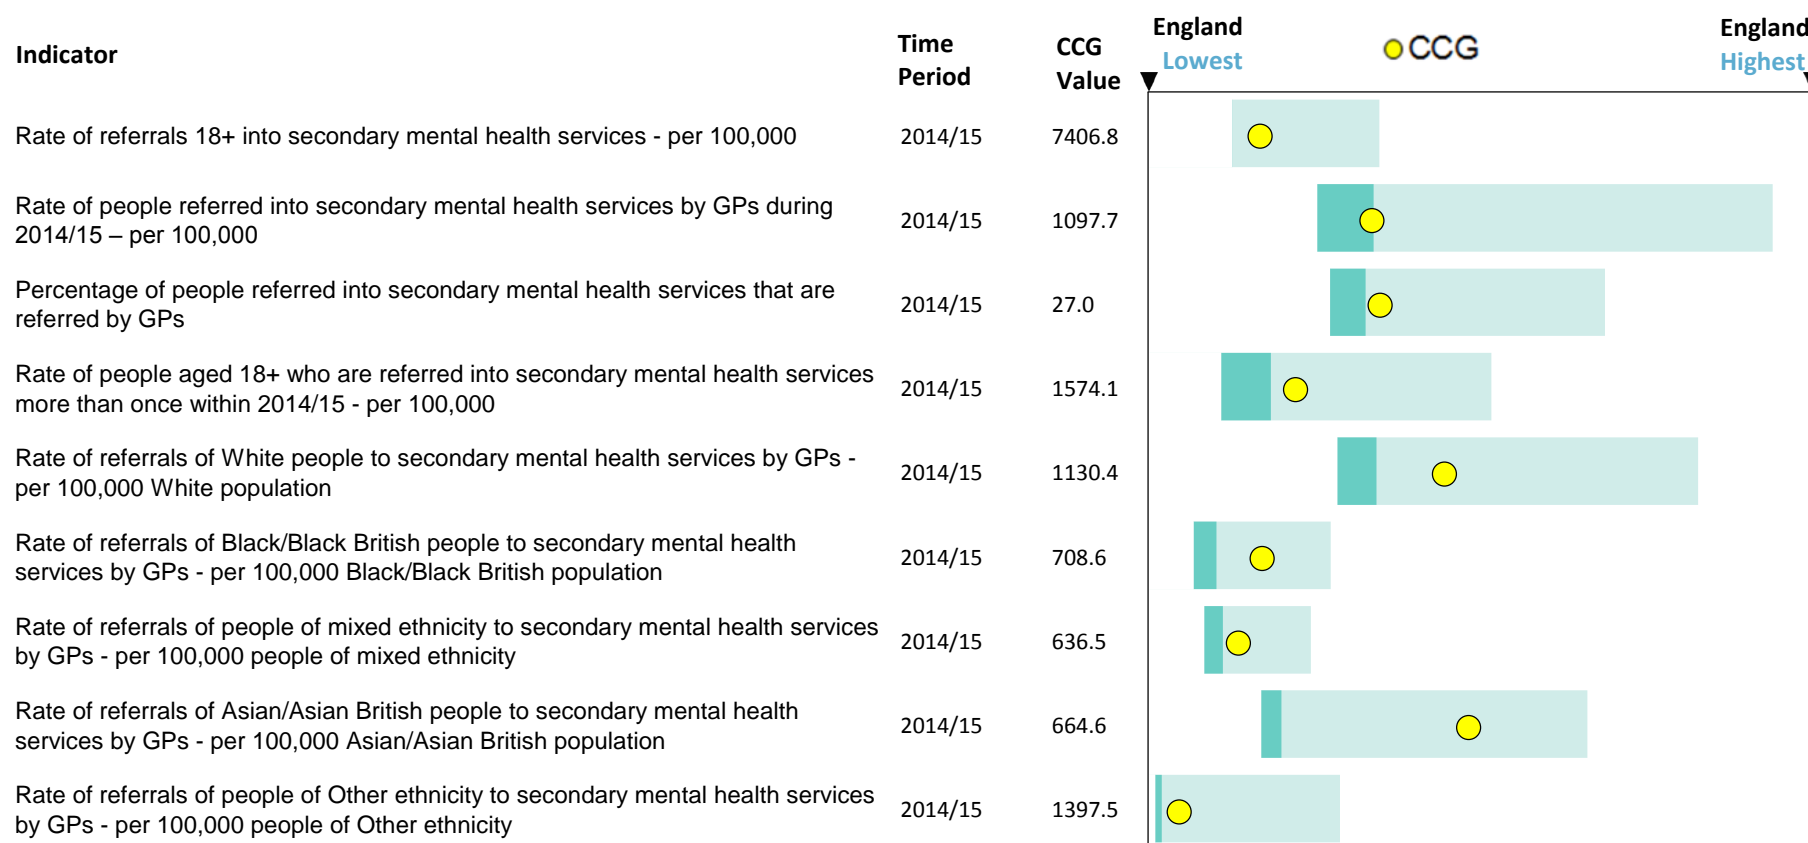 Indicator
Time Period
CCG Value
England Lowest
CCG
England Highest
Rate of referrals 18+ into secondary mental health services - per 100,000
2014/15
7406.8
Rate of people referred into secondary mental health services by GPs during
2014/15 – per 100,000
2014/15
1097.7
Percentage of people referred into secondary mental health services that are
referred by GPs
2014/15
27.0
Rate of people aged 18+ who are referred into secondary mental health services
more than once within 2014/15 - per 100,000
2014/15
1574.1
Rate of referrals of White people to secondary mental health services by GPs -
per 100,000 White population
2014/15
1130.4
Rate of referrals of Black/Black British people to secondary mental health
services by GPs - per 100,000 Black/Black British population
2014/15
708.6
Rate of referrals of people of mixed ethnicity to secondary mental health services
by GPs - per 100,000 people of mixed ethnicity
2014/15
636.5
Rate of referrals of Asian/Asian British people to secondary mental health
services by GPs - per 100,000 Asian/Asian British population
2014/15
664.6
Rate of referrals of people of Other ethnicity to secondary mental health services
by GPs - per 100,000 people of Other ethnicity
2014/15
1397.5